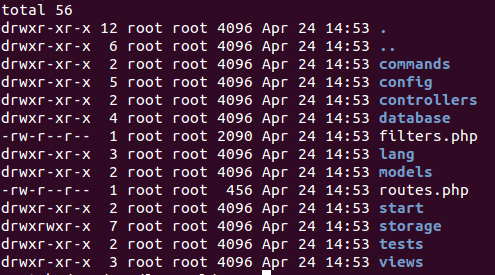 total 56
drwxr-xr-x 12 root root 4096 Apr 24 14:53 .
drwxr-xr-x  6 root root 4096 Apr 24 14:53 ..
drwxr-xr-x  2 root root 4096 Apr 24 14:53 commands
drwxr-xr-x  5 root root 4096 Apr 24 14:53 config
drwxr-xr-x  2 root root 4096 Apr 24 14:53 controllers
drwxr-xr-x  4 root root 4096 Apr 24 14:53 database
-rw-r--r--  1 root root 2090 Apr 24 14:53 filters.php
drwxr-xr-x  3 root root 4096 Apr 24 14:53 lang
drwxr-xr-x  2 root root 4096 Apr 24 14:53 models
-rw-r--r--  1 root root  456 Apr 24 14:53 routes.php
drwxr-xr-x  2 root root 4096 Apr 24 14:53 start
drwxrwxr-x  7 root root 4096 Apr 24 14:53 storage
drwxr-xr-x  2 root root 4096 Apr 24 14:53 tests
drwxr-xr-x  3 root root 4096 Apr 24 14:53 views